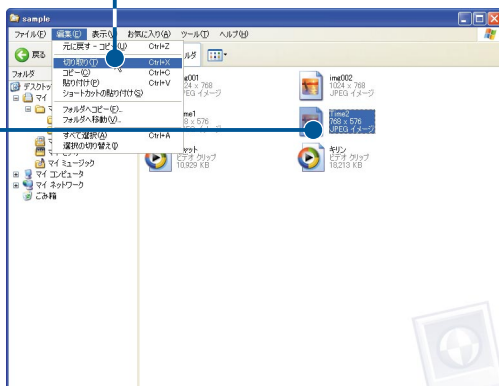 sample
ファイル(F) 編集(E) 表示(V) お気に入り(A) ツール(T) ヘルプ(H)
元に戻す - コピー(U) Ctrl+Z
切り取り(T) Ctrl+X
コピー(C) Ctrl+C
貼り付け(P) Ctrl+V
ショートカットの貼り付け(S)
フォルダへコピー(F)...
フォルダへ移動(V)...
すべて選択(A) Ctrl+A
選択の切り替え(I)
戻る
フォルダ
デスクトッ
マイ
マイ ミュージック
マイ コンピュータ
マイ ネットワーク
ごみ箱
ルダ
img002
1024 x 768
JPEG イメージ
Time2
768 x 576
JPEG イメージ
ビデオ クリップ
10,929 KB
キリン
ビデオ クリップ
18,213 KB